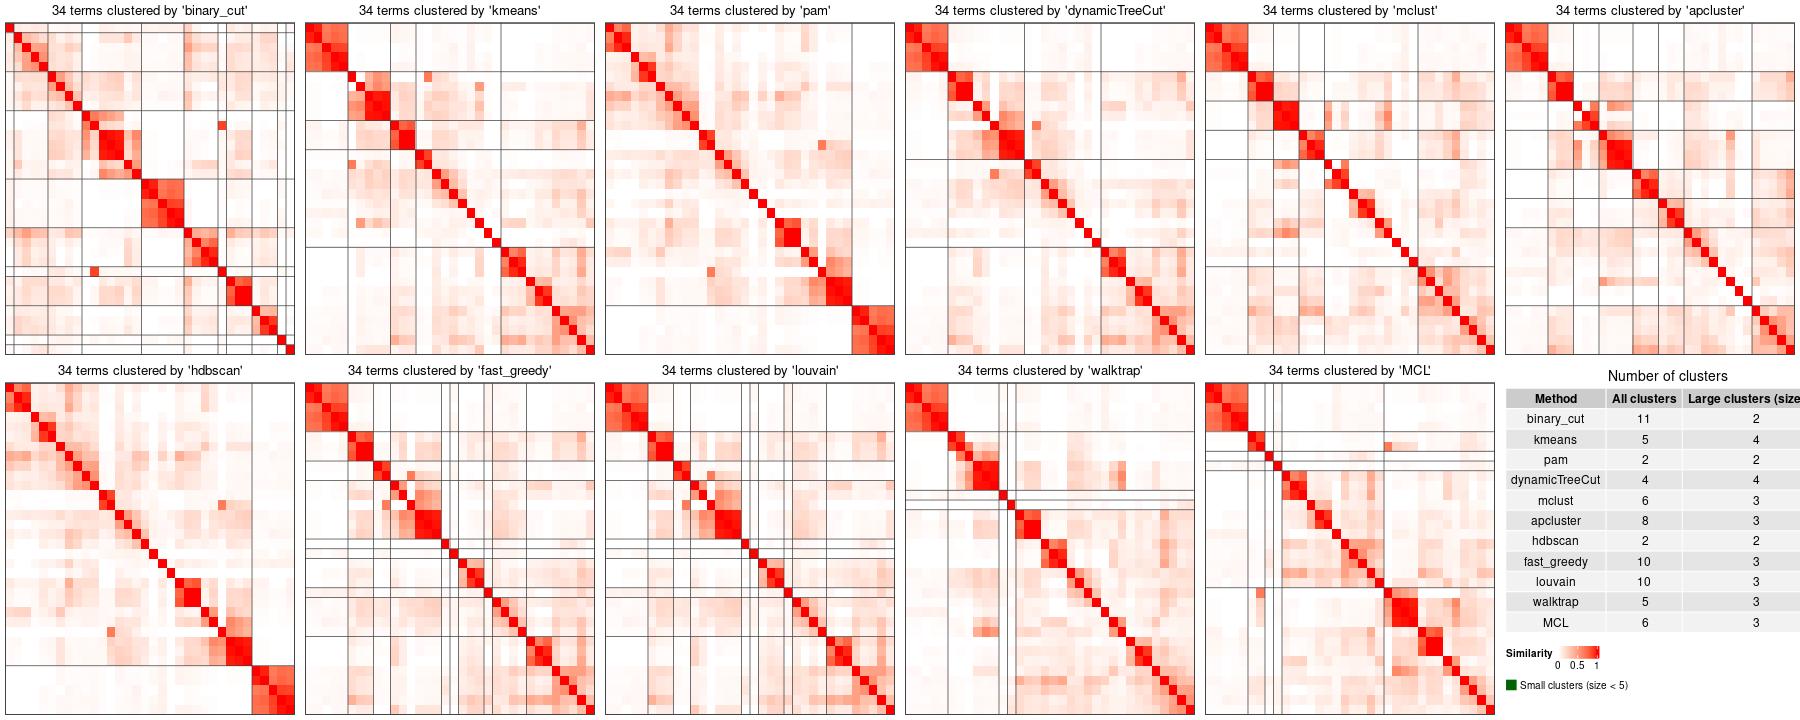 34 terms clustered by 'binary_cut'
34 terms clustered by 'kmeans'
34 terms clustered by 'pam'
34 terms clustered by 'dynamicTreeCut'
34 terms clustered by 'mclust'
34 terms clustered by 'apcluster'
34 terms clustered by 'hdbscan'
34 terms clustered by 'fast_greedy'
34 terms clustered by 'louvain'
34 terms clustered by 'walktrap'
34 terms clustered by 'MCL'
Number of clusters
Method All clusters Large clusters (size
binary_cut 11 2
kmeans 5 4
pam 2 2
dynamicTreeCut 4 4
mclust 6 3
apcluster 8 3
hdbscan 2 2
fast_greedy 10 3
louvain 10 3
walktrap 5 3
MCL 6 3
Similarity
0 0.5 1
Small clusters (size < 5)